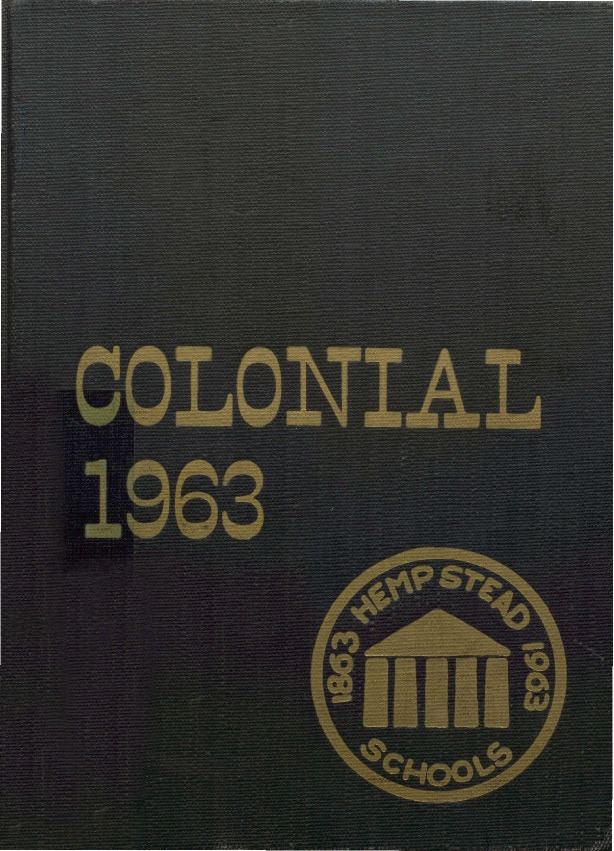 COLONIAL
1963
1863 HEMPSTEAD 1963
SCHOOLS